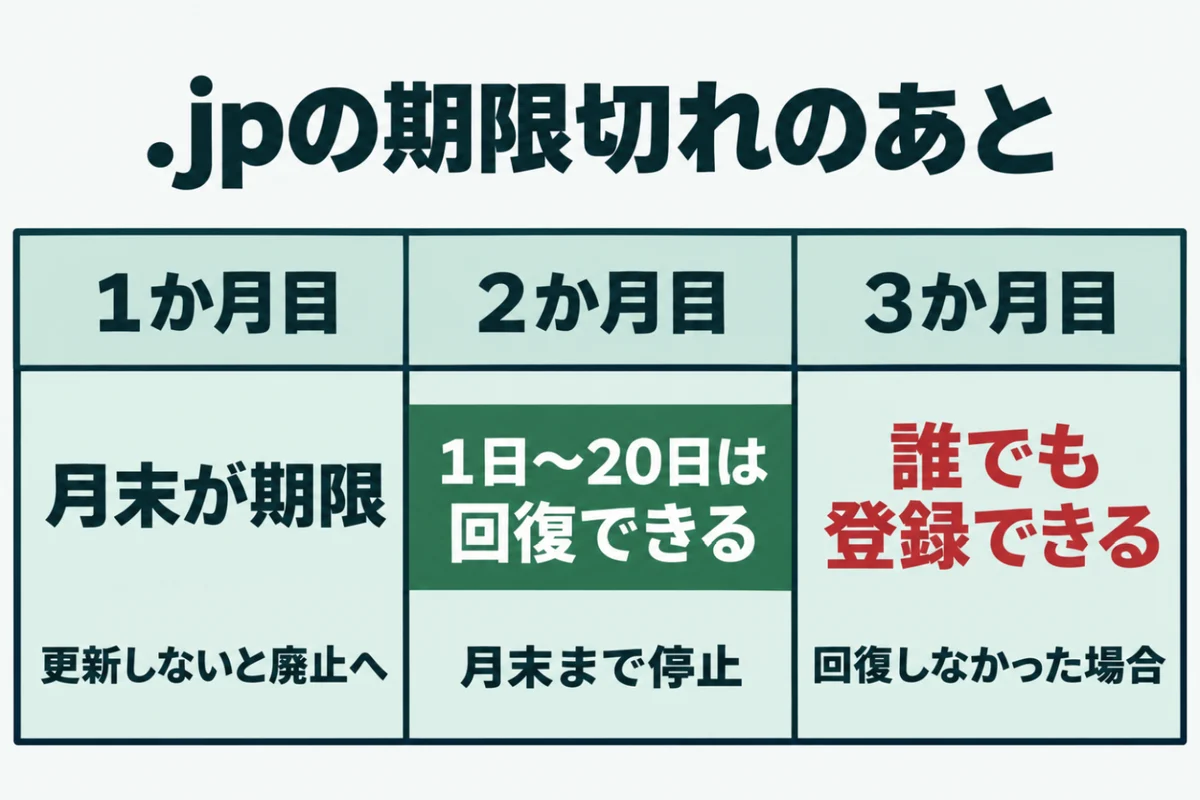 .jpの期限切れのあと
1か月目
2か月目
3か月目
月末が期限
更新しないと廃止へ
1日〜20日は
回復できる
月末まで停止
誰でも
登録できる
回復しなかった場合